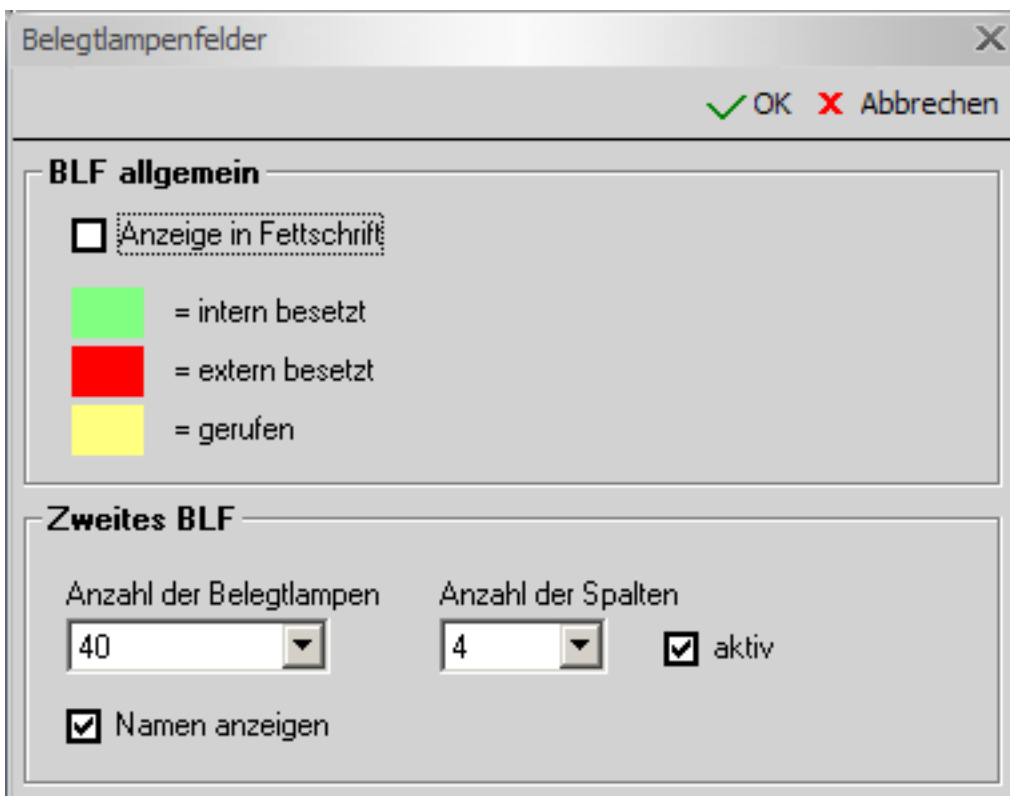 Belegtlampenfelder
OK Abbrechen
BLF allgemein
Anzeige in Fettschrift
= intern besetzt
= extern besetzt
= gerufen
Zweites BLF
Anzahl der Belegtlampen Anzahl der Spalten
40 4 aktiv
Namen anzeigen